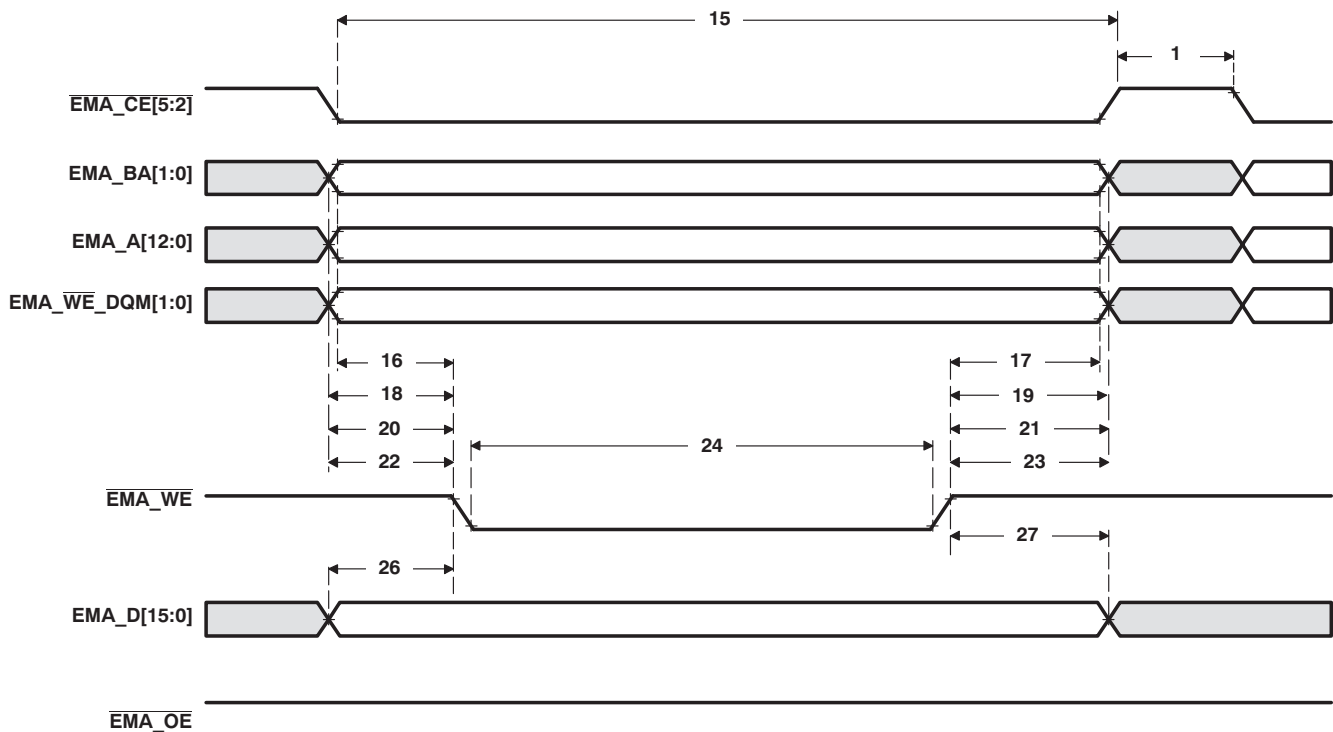 15
1
EMA_CE[5:2]
EMA_BA[1:0]
EMA_A[12:0]
EMA_WE_DQM[1:0]
16 17
18 19
20 21
24
22 23
EMA_WE
27
26
EMA_D[15:0]
EMA_OE